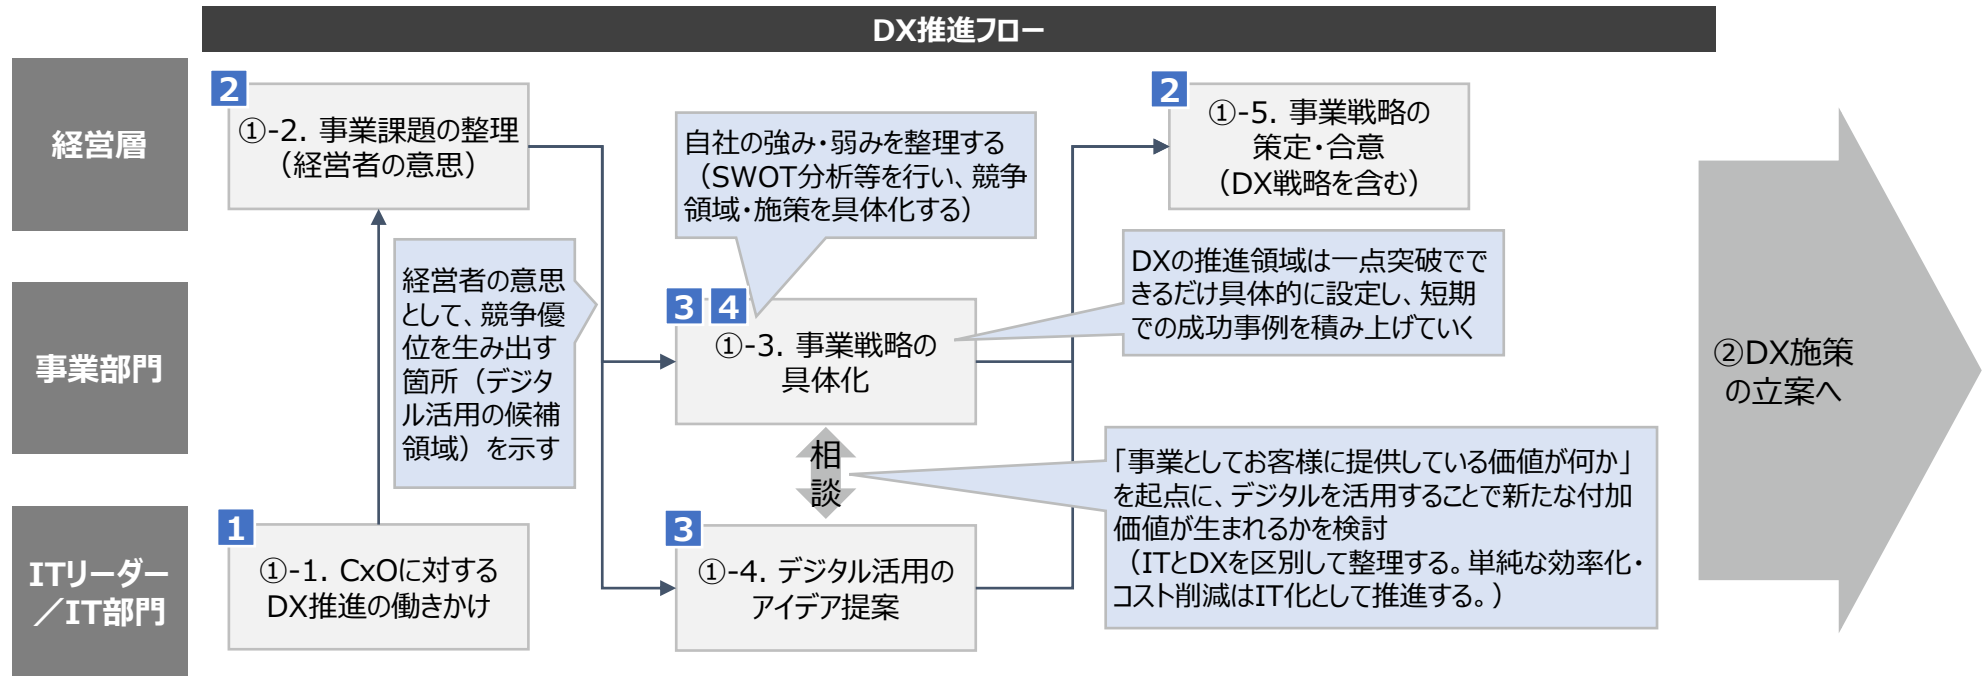 DX推進フロー
経営層
事業部門
ITリーダー
／IT部門
2
①-2. 事業課題の整理
（経営者の意思）
経営者の意思
として、競争優
位を生み出す
箇所（デジタ
ル活用の候補
領域）を示す
1
①-1. CxOに対する
DX推進の働きかけ
自社の強み・弱みを整理する
（SWOT分析等を行い、競争
領域・施策を具体化する）
3 4
①-3. 事業戦略の
具体化
相
談
3
①-4. デジタル活用の
アイデア提案
2
①-5. 事業戦略の
策定・合意
（DX戦略を含む）
DXの推進領域は一点突破でで
きるだけ具体的に設定し、短期
での成功事例を積み上げていく
「事業としてお客様に提供している価値が何か」
を起点に、デジタルを活用することで新たな付加
価値が生まれるかを検討
（ITとDXを区別して整理する。単純な効率化・
コスト削減はIT化として推進する。）
②DX施策
の立案へ